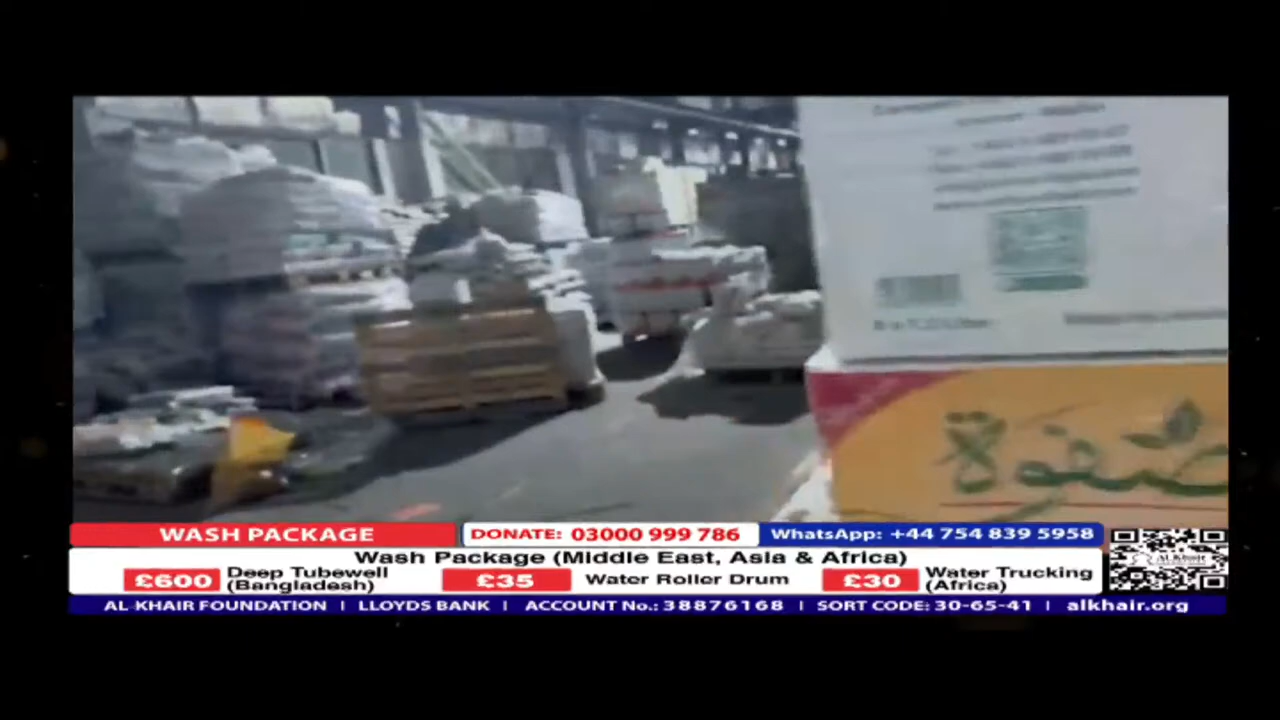 صفوة
WASH PACKAGE
DONATE: 03000 999 786
WhatsApp: +44 754 839 5958
Wash Package (Middle East, Asia & Africa)
£600 Deep Tubewell (Bangladesh)
£35 Water Roller Drum
£30 Water Trucking (Africa)
AL-KHAIR FOUNDATION | LLOYDS BANK | ACCOUNT No.: 38876168 | SORT CODE: 30-65-41 | alkhair.org